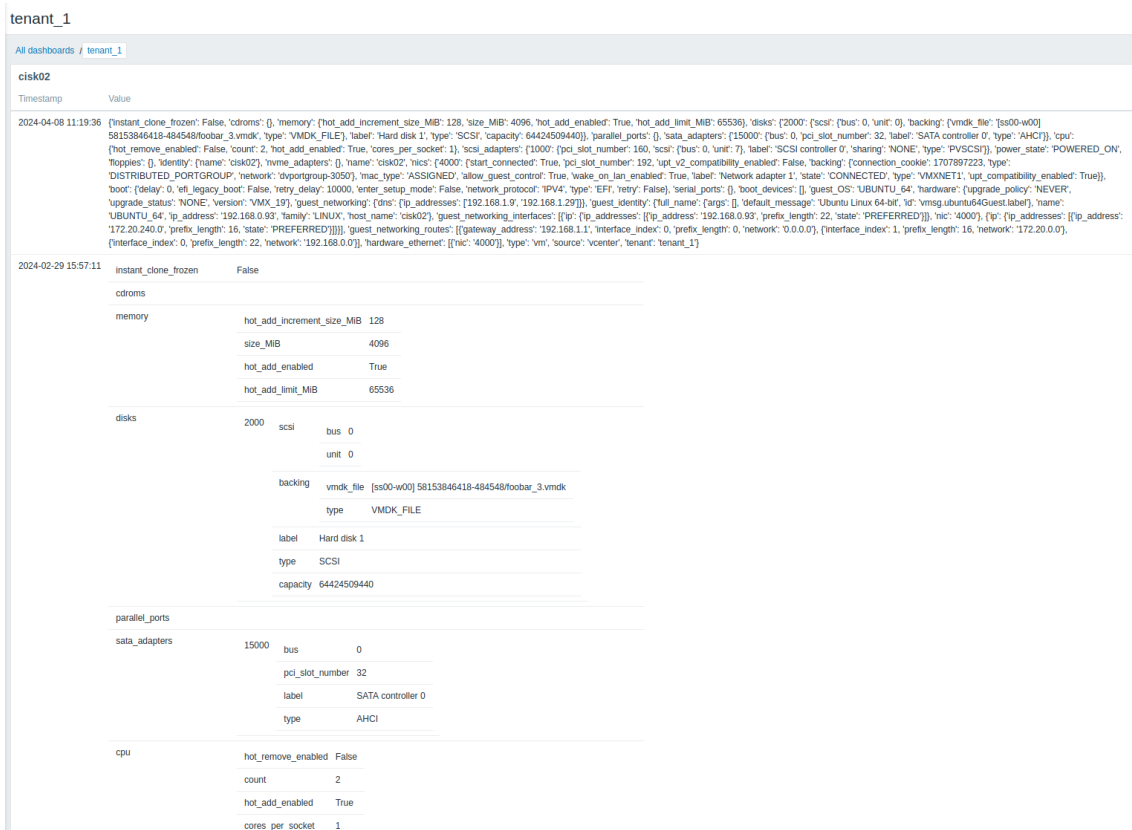 tenant_1
All dashboards / tenant_1
cisk02
Timestamp Value
2024-04-08 11:19:36 {'instant_clone_frozen': False, 'cdroms': {}, 'memory': {'hot_add_increment_size_MiB': 128, 'size_MiB': 4096, 'hot_add_enabled': True, 'hot_add_limit_MiB': 65536}, 'disks': {'2000': {'scsi': {'bus': 0, 'unit': 0}, 'backing': {'vmdk_file': '[ss00-w00]
58153846418-484548/foobar_3.vmdk', 'type': 'VMDK_FILE'}, 'label': 'Hard disk 1', 'type': 'SCSI', 'capacity': 64424509440}}, 'parallel_ports': {}, 'sata_adapters': {'15000': {'bus': 0, 'pci_slot_number': 32, 'label': 'SATA controller 0', 'type': 'AHCI'}}, 'cpu':
{'hot_remove_enabled': False, 'count': 2, 'hot_add_enabled': True, 'cores_per_socket': 1}, 'scsi_adapters': {'1000': {'pci_slot_number': 160, 'scsi': {'bus': 0, 'unit': 7}, 'label': 'SCSI controller 0', 'sharing': 'NONE', 'type': 'PVSCSI'}}, 'power_state': 'POWERED_ON',
'floppies': {}, 'identity': {'name': 'cisk02'}, 'nvme_adapters': {}, 'name': 'cisk02', 'nics': {'4000': {'start_connected': True, 'pci_slot_number': 192, 'upt_v2_compatibility_enabled': False, 'backing': {'connection_cookie': 1707897223, 'type':
'DISTRIBUTED_PORTGROUP', 'network': 'dvportgroup-3050'}, 'mac_type': 'ASSIGNED', 'allow_guest_control': True, 'wake_on_lan_enabled': True, 'label': 'Network adapter 1', 'state': 'CONNECTED', 'type': 'VMXNET1', 'upt_compatibility_enabled': True}},
'boot': {'delay': 0, 'efi_legacy_boot': False, 'retry_delay': 10000, 'enter_setup_mode': False, 'network_protocol': 'IPV4', 'type': 'EFI', 'retry': False}, 'serial_ports': {}, 'boot_devices': [], 'guest_OS': 'UBUNTU_64', 'hardware': {'upgrade_policy': 'NEVER',
'upgrade_status': 'NONE', 'version': 'VMX_19'}, 'guest_networking': {'dns': {'ip_addresses': ['192.168.1.9', '192.168.1.29']}}, 'guest_identity': {'full_name': {'args': [], 'default_message': 'Ubuntu Linux 64-bit', 'id': 'vmsg.ubuntu64Guest.label'}, 'name':
'UBUNTU_64', 'ip_address': '192.168.0.93', 'family': 'LINUX', 'host_name': 'cisk02'}, 'guest_networking_interfaces': [{'ip': {'ip_addresses': [{'ip_address': '192.168.0.93', 'prefix_length': 22, 'state': 'PREFERRED'}]}, 'nic': '4000'}, {'ip': {'ip_addresses': [{'ip_address':
'172.20.240.0', 'prefix_length': 16, 'state': 'PREFERRED'}]}}], 'guest_networking_routes': [{'gateway_address': '192.168.1.1', 'interface_index': 0, 'prefix_length': 0, 'network': '0.0.0.0'}, {'interface_index': 1, 'prefix_length': 16, 'network': '172.20.0.0'},
{'interface_index': 0, 'prefix_length': 22, 'network': '192.168.0.0'}], 'hardware_ethernet': [{'nic': '4000'}], 'type': 'vm', 'source': 'vcenter', 'tenant': 'tenant_1'}
2024-02-29 15:57:11 instant_clone_frozen False
cdroms
memory
hot_add_increment_size_MiB 128
size_MiB 4096
hot_add_enabled True
hot_add_limit_MiB 65536
disks
2000
scsi
bus 0
unit 0
backing
vmdk_file [ss00-w00] 58153846418-484548/foobar_3.vmdk
type VMDK_FILE
label Hard disk 1
type SCSI
capacity 64424509440
parallel_ports
sata_adapters
15000
bus 0
pci_slot_number 32
label SATA controller 0
type AHCI
cpu
hot_remove_enabled False
count 2
hot_add_enabled True
cores_per_socket 1